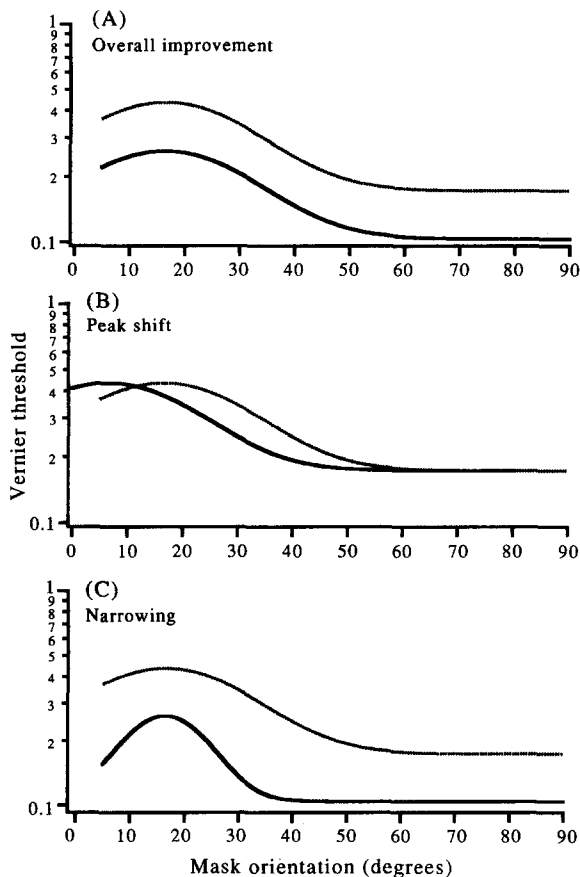 (A)
Overall improvement
1
9
8
7
6
5
4
3
2
0.1
0 10 20 30 40 50 60 70 80 90
(B)
Peak shift
1
9
8
7
6
5
4
3
2
0.1
0 10 20 30 40 50 60 70 80 90
Vernier threshold
(C)
Narrowing
1
9
8
7
6
5
4
3
2
0.1
0 10 20 30 40 50 60 70 80 90
Mask orientation (degrees)